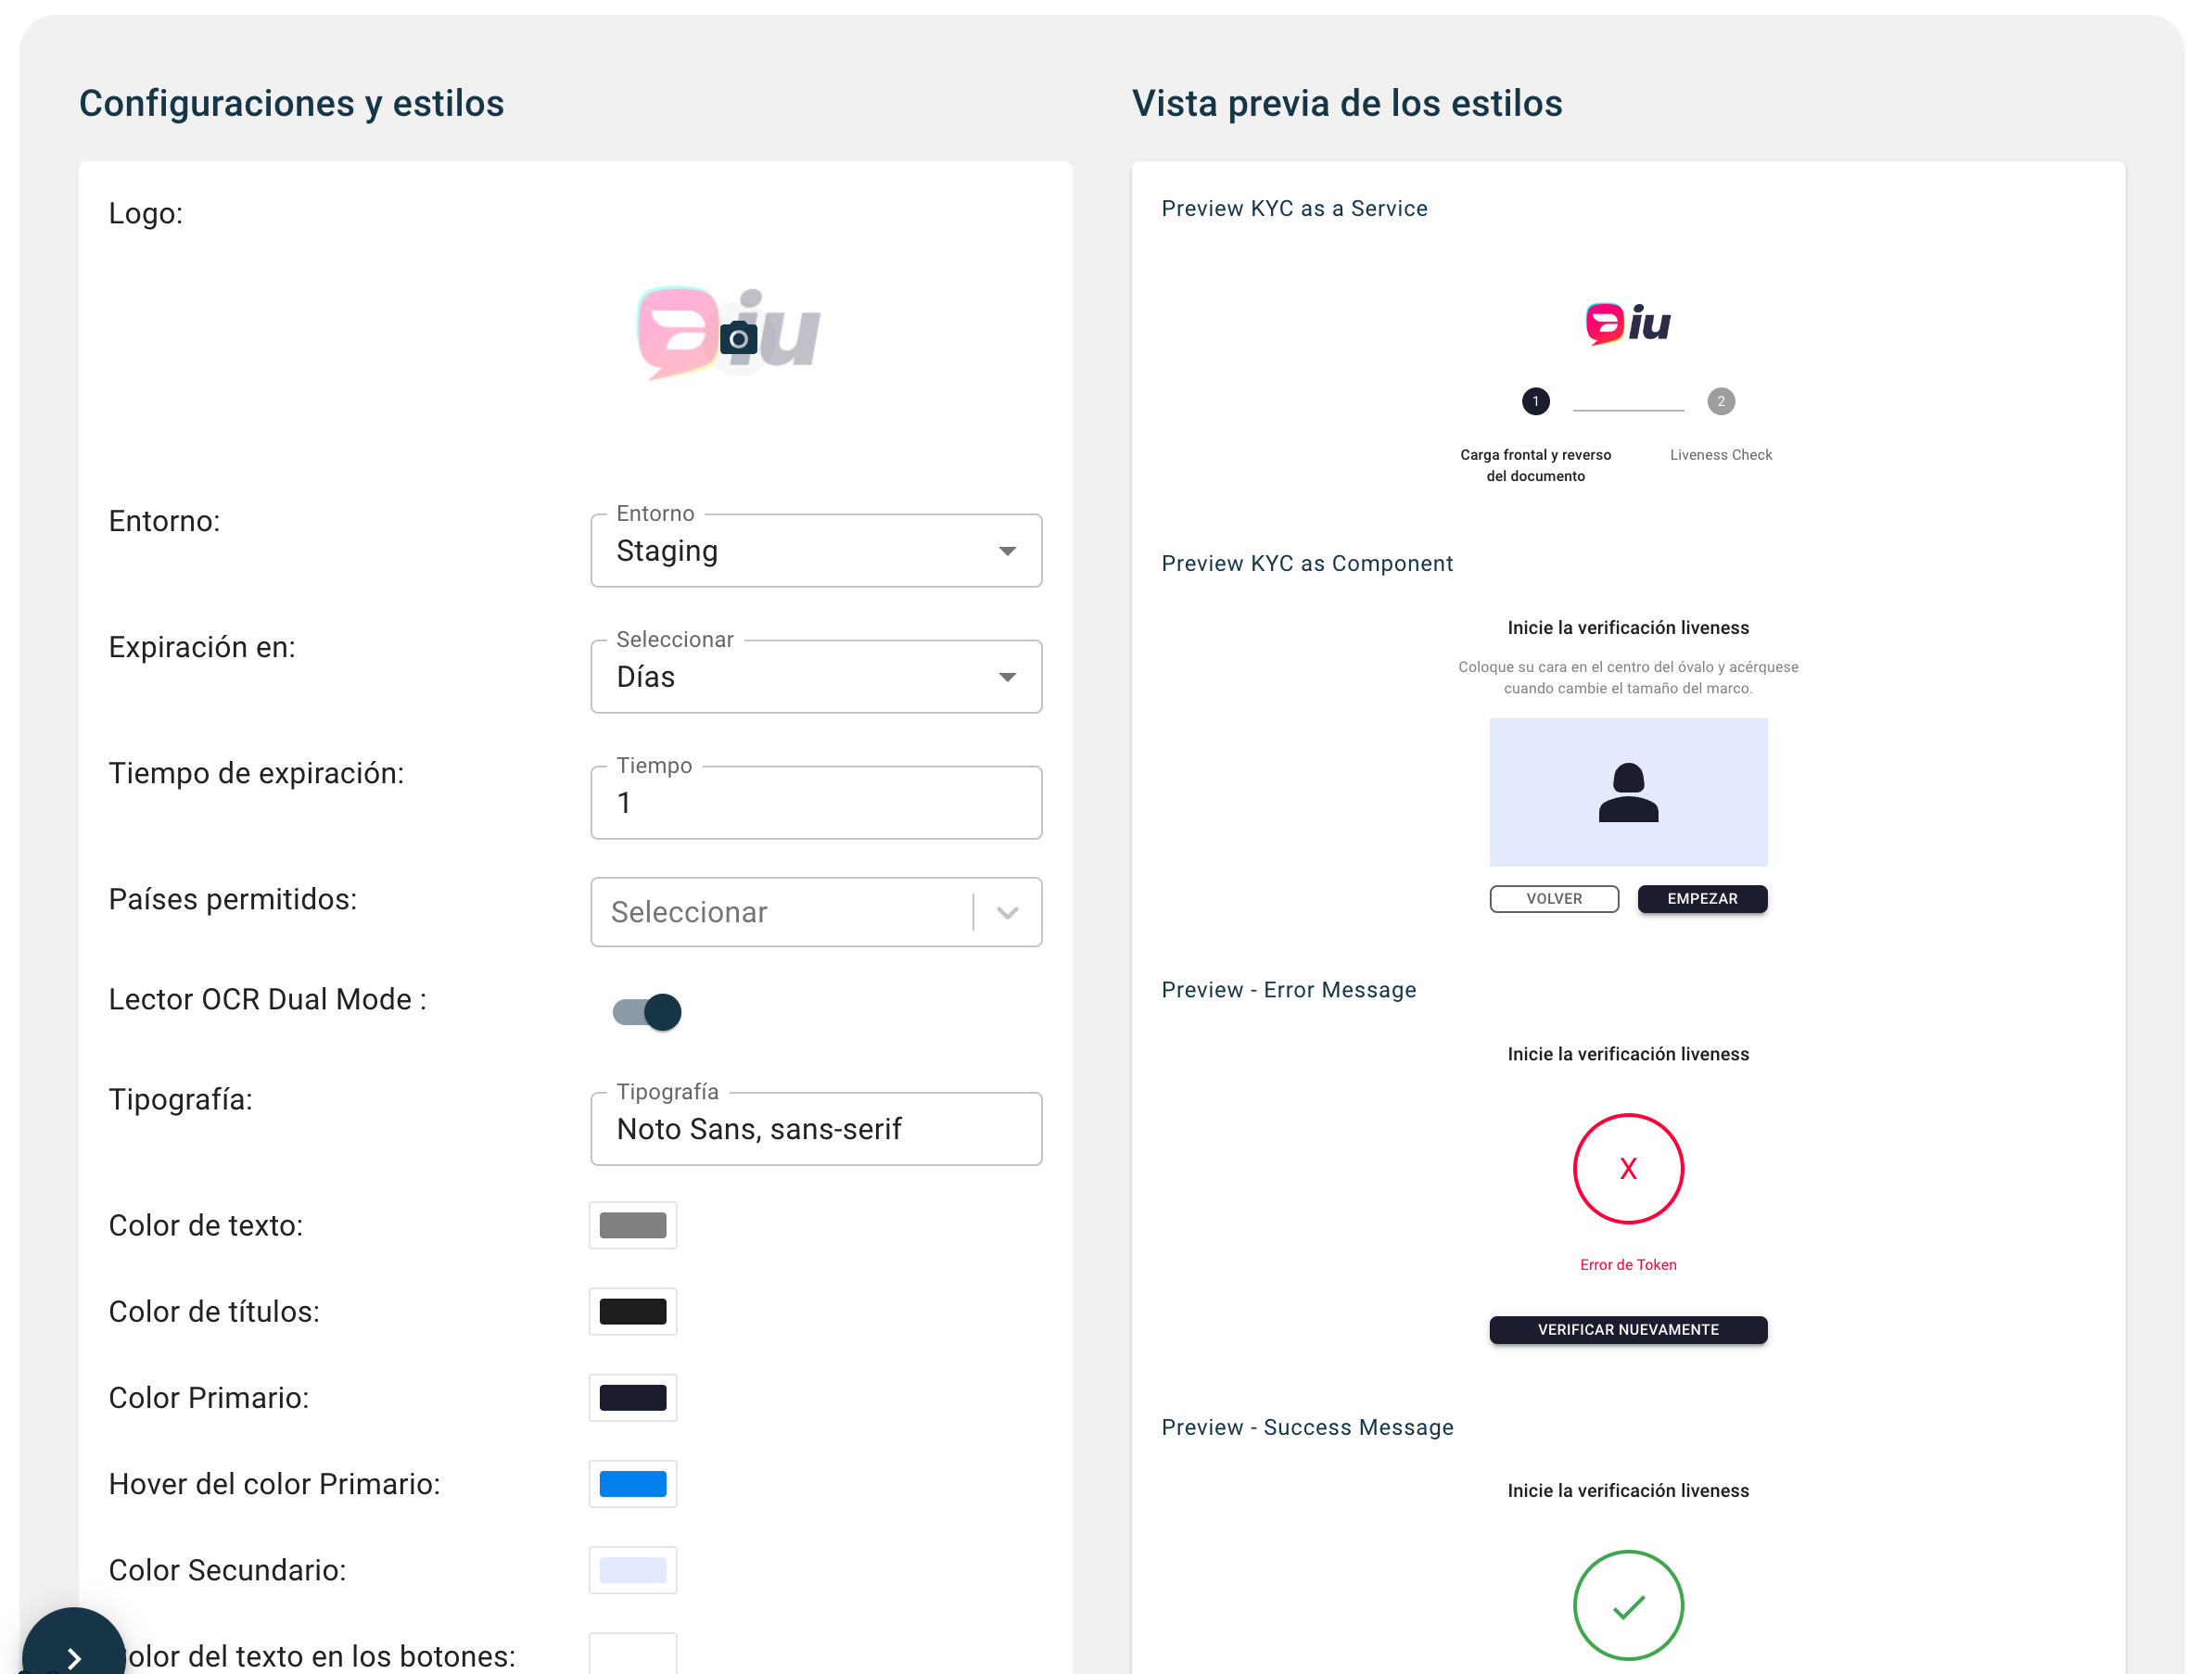 Configuraciones y estilos
Logo:
iu
Entorno:
Entorno
Staging
Expiración en:
Seleccionar
Días
Tiempo de expiración:
Tiempo
1
Países permitidos:
Seleccionar
Lector OCR Dual Mode :
Tipografía:
Tipografía
Noto Sans, sans-serif
Color de texto:
Color de títulos:
Color Primario:
Hover del color Primario:
Color Secundario:
olor del texto en los botones:
Vista previa de los estilos
Preview KYC as a Service
iu
1
2
Carga frontal y reverso
del documento
Liveness Check
Preview KYC as Component
Inicie la verificación liveness
Coloque su cara en el centro del óvalo y acérquese
cuando cambie el tamaño del marco.
VOLVER
EMPEZAR
Preview - Error Message
Inicie la verificación liveness
X
Error de Token
VERIFICAR NUEVAMENTE
Preview - Success Message
Inicie la verificación liveness